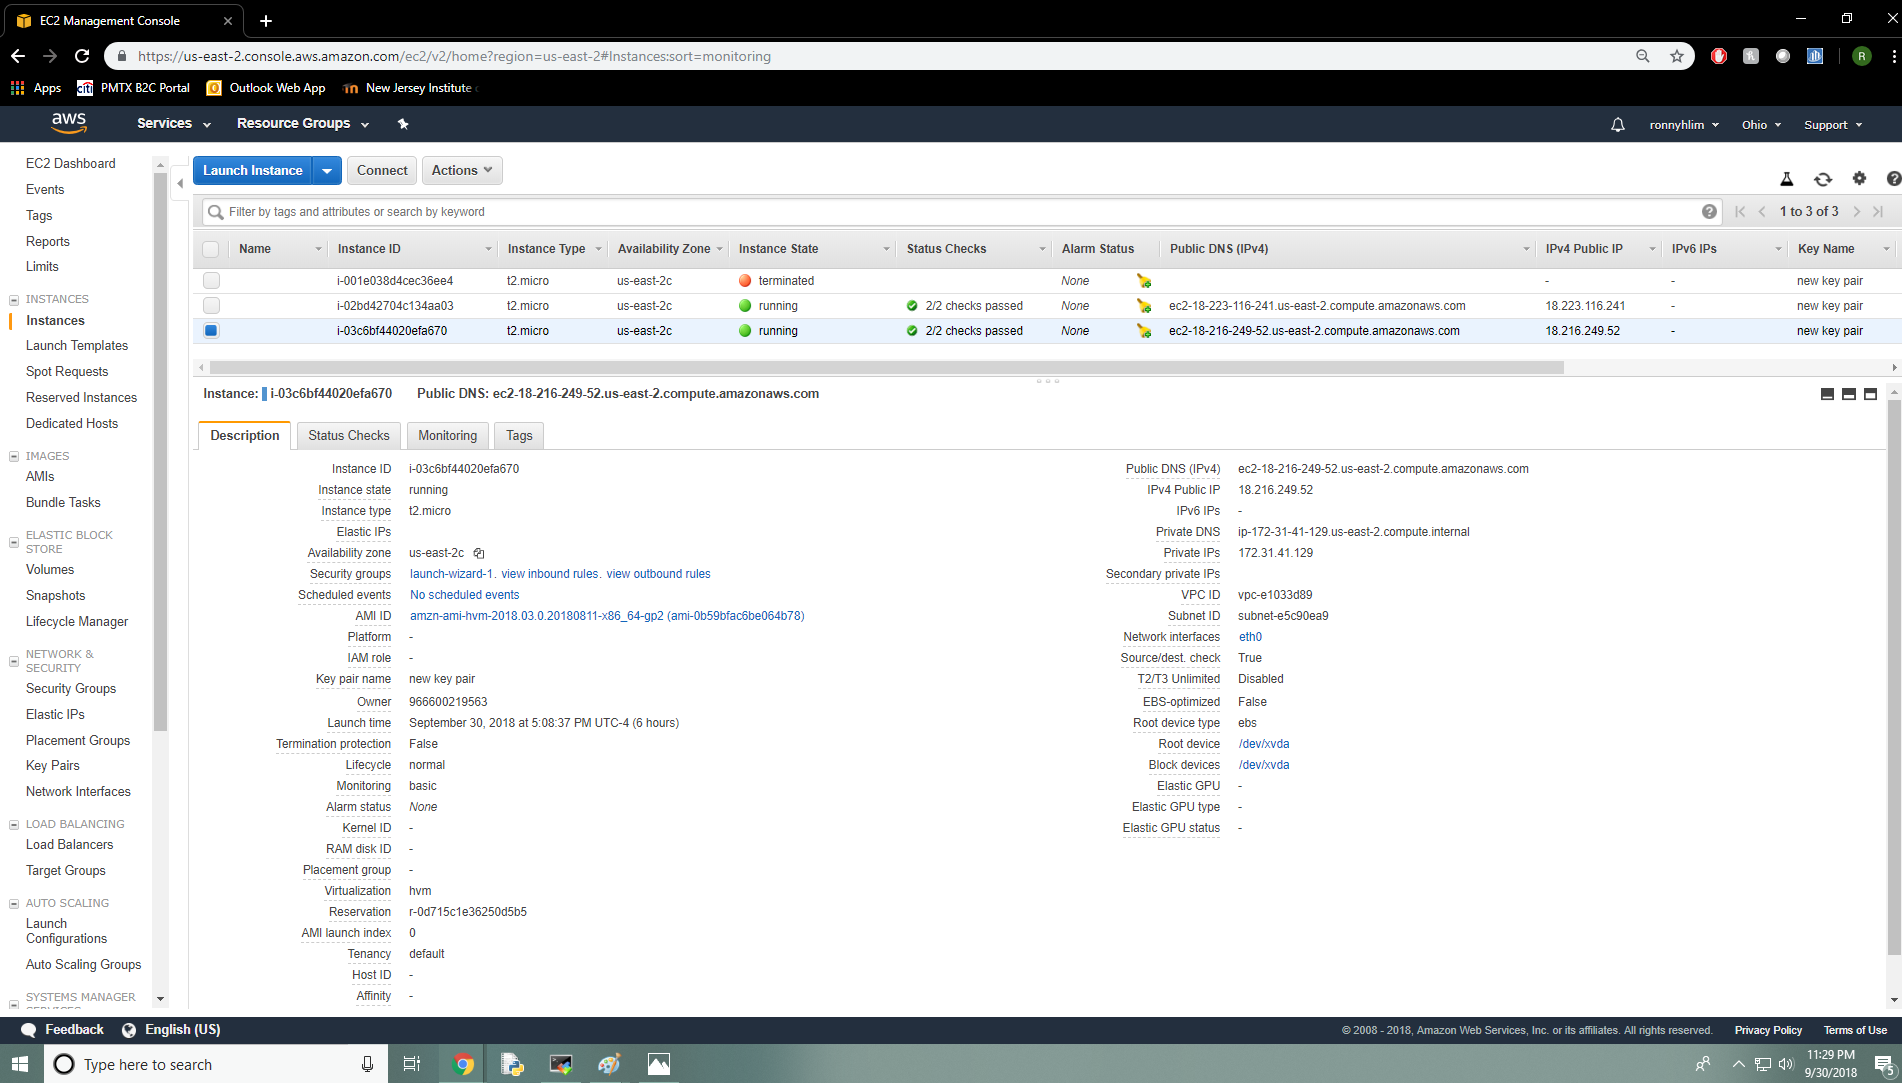 EC2 Management Console
https://us-east-2.console.aws.amazon.com/ec2/v2/home?region=us-east-2#Instances:sort=monitoring
R
Apps citi PMTX B2C Portal Outlook Web App New Jersey Institute
aws Services Resource Groups ronnyhlim Ohio Support
EC2 Dashboard
Events
Tags
Reports
Limits
INSTANCES
Instances
Launch Templates
Spot Requests
Reserved Instances
Dedicated Hosts
IMAGES
AMIs
Bundle Tasks
ELASTIC BLOCK
STORE
Volumes
Snapshots
Lifecycle Manager
NETWORK &
SECURITY
Security Groups
Elastic IPs
Placement Groups
Key Pairs
Network Interfaces
LOAD BALANCING
Load Balancers
Target Groups
AUTO SCALING
Launch
Configurations
Auto Scaling Groups
SYSTEMS MANAGER
Launch Instance Connect Actions
Filter by tags and attributes or search by keyword
1 to 3 of 3
Name Instance ID Instance Type Availability Zone Instance State Status Checks Alarm Status Public DNS (IPv4) IPv4 Public IP IPv6 IPs Key Name
i-001e038d4cec36ee4 t2.micro us-east-2c terminated None - - new key pair
i-02bd42704c134aa03 t2.micro us-east-2c running 2/2 checks passed None ec2-18-223-116-241.us-east-2.compute.amazonaws.com 18.223.116.241 - new key pair
i-03c6bf44020efa670 t2.micro us-east-2c running 2/2 checks passed None ec2-18-216-249-52.us-east-2.compute.amazonaws.com 18.216.249.52 - new key pair
Instance: i-03c6bf44020efa670 Public DNS: ec2-18-216-249-52.us-east-2.compute.amazonaws.com
Description Status Checks Monitoring Tags
Instance ID i-03c6bf44020efa670
Instance state running
Instance type t2.micro
Elastic IPs
Availability zone us-east-2c
Security groups launch-wizard-1. view inbound rules. view outbound rules
Scheduled events No scheduled events
AMI ID amzn-ami-hvm-2018.03.0.20180811-x86_64-gp2 (ami-0b59bfac6be064b78)
Platform -
IAM role -
Key pair name new key pair
Owner 966600219563
Launch time September 30, 2018 at 5:08:37 PM UTC-4 (6 hours)
Termination protection False
Lifecycle normal
Monitoring basic
Alarm status None
Kernel ID -
RAM disk ID -
Placement group -
Virtualization hvm
Reservation r-0d715c1e36250d5b5
AMI launch index 0
Tenancy default
Host ID -
Affinity -
Public DNS (IPv4) ec2-18-216-249-52.us-east-2.compute.amazonaws.com
IPv4 Public IP 18.216.249.52
IPv6 IPs -
Private DNS ip-172-31-41-129.us-east-2.compute.internal
Private IPs 172.31.41.129
Secondary private IPs
VPC ID vpc-e1033d89
Subnet ID subnet-e5c90ea9
Network interfaces eth0
Source/dest. check True
T2/T3 Unlimited Disabled
EBS-optimized False
Root device type ebs
Root device /dev/xvda
Block devices /dev/xvda
Elastic GPU -
Elastic GPU type -
Elastic GPU status -
Feedback English (US) © 2008 - 2018, Amazon Web Services, Inc. or its affiliates. All rights reserved. Privacy Policy Terms of Use
Type here to search
11:29 PM
9/30/2018
5